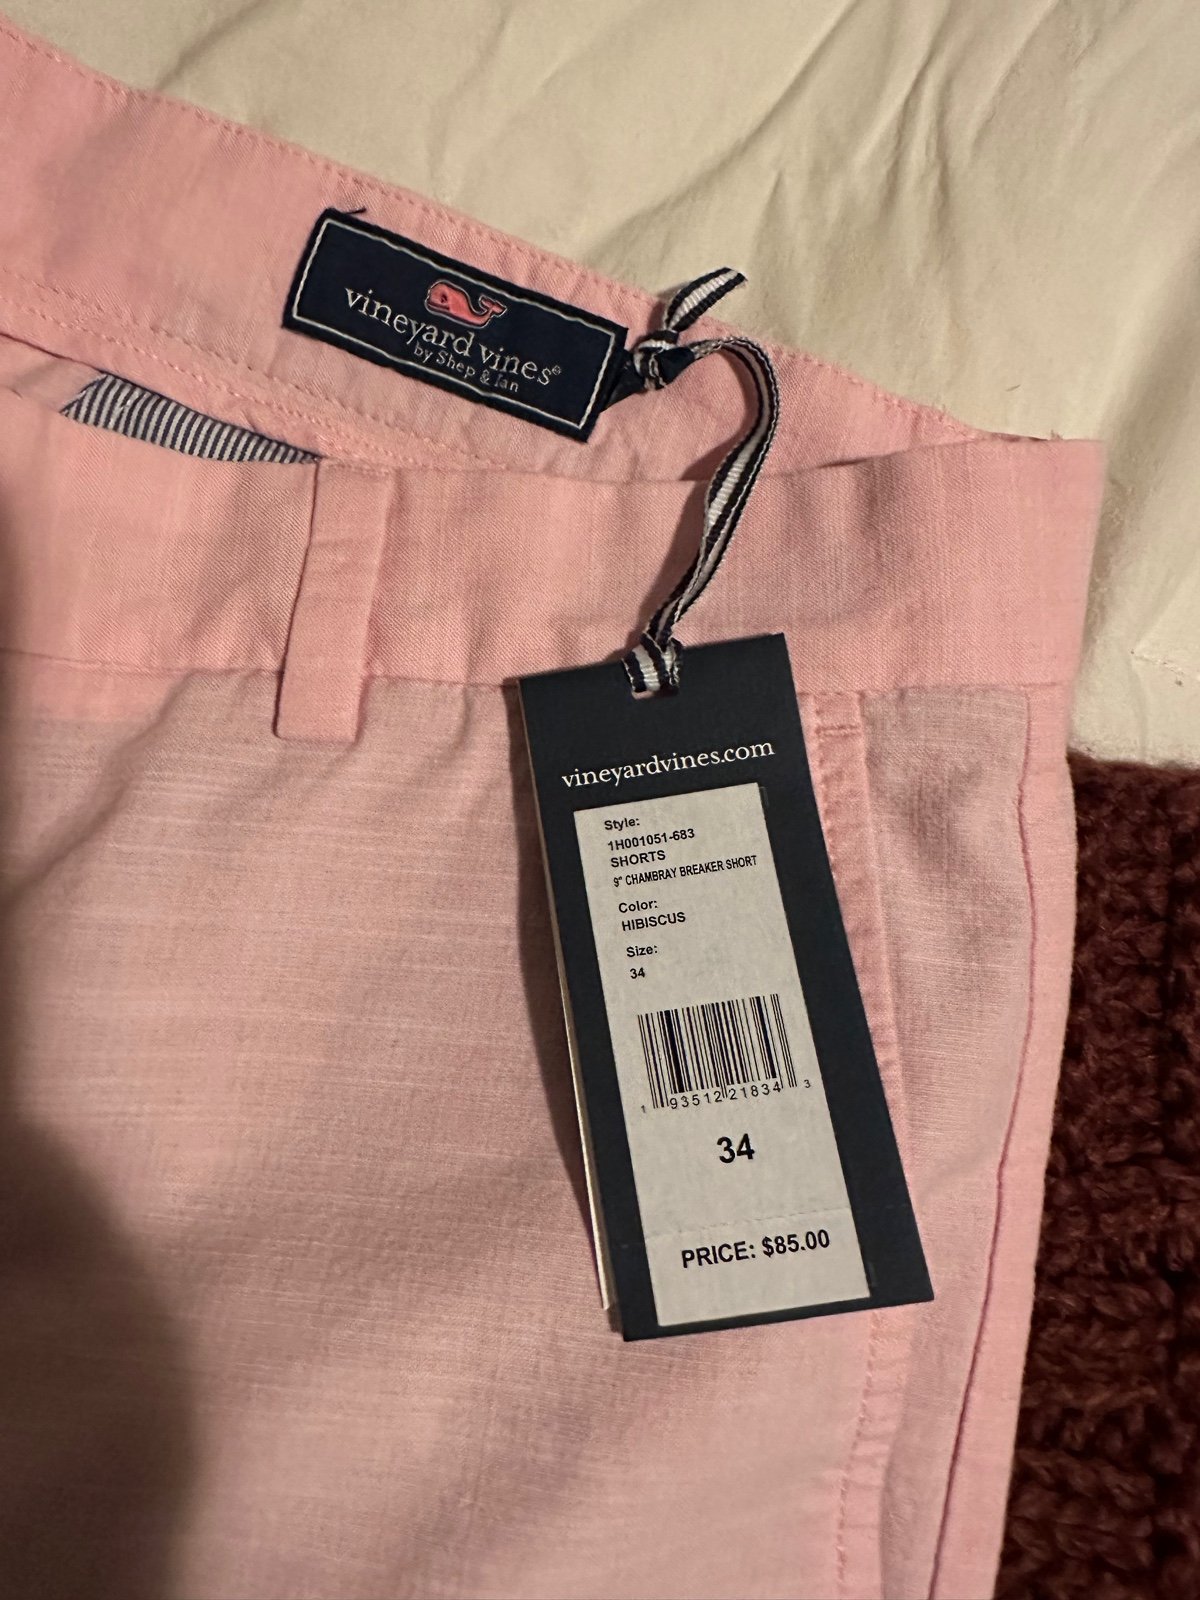 vineyard vines®
by Shep & Ian
vineyardvines.com
Style:
1H001051-683
SHORTS
9" CHAMBRAY BREAKER SHORT
Color:
HIBISCUS
Size:
34
1 93512 21834 3
34
PRICE: $85.00